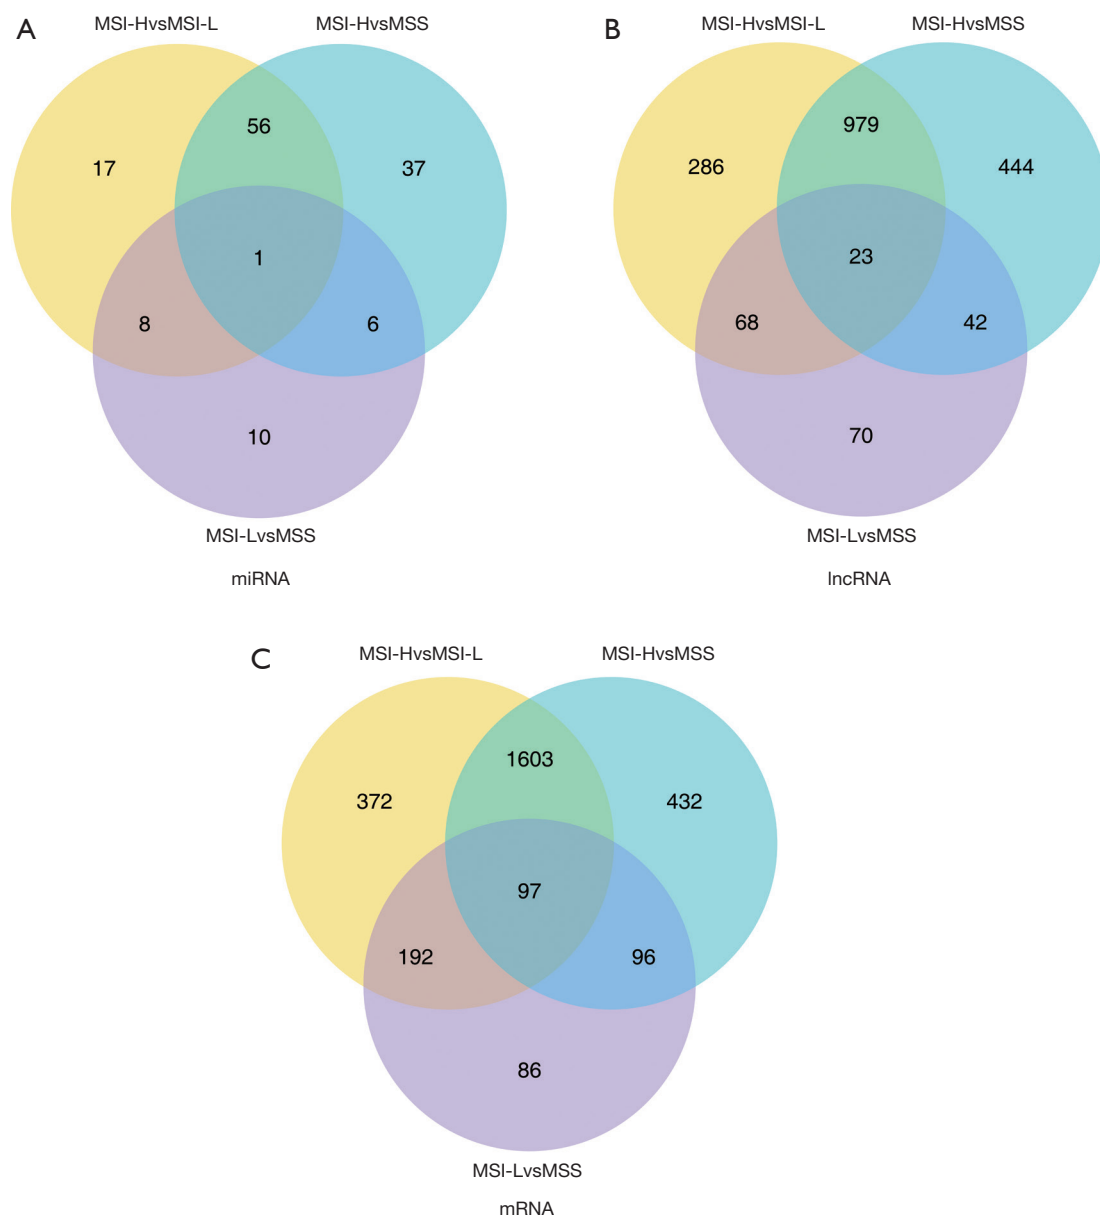 A
MSI-HvsMSI-L
MSI-HvsMSS
56
17
37
1
8
6
10
MSI-LvsMSS
miRNA
B
MSI-HvsMSI-L
MSI-HvsMSS
979
286
444
23
68
42
70
MSI-LvsMSS
lncRNA
C
MSI-HvsMSI-L
MSI-HvsMSS
1603
372
432
97
192
96
86
MSI-LvsMSS
mRNA